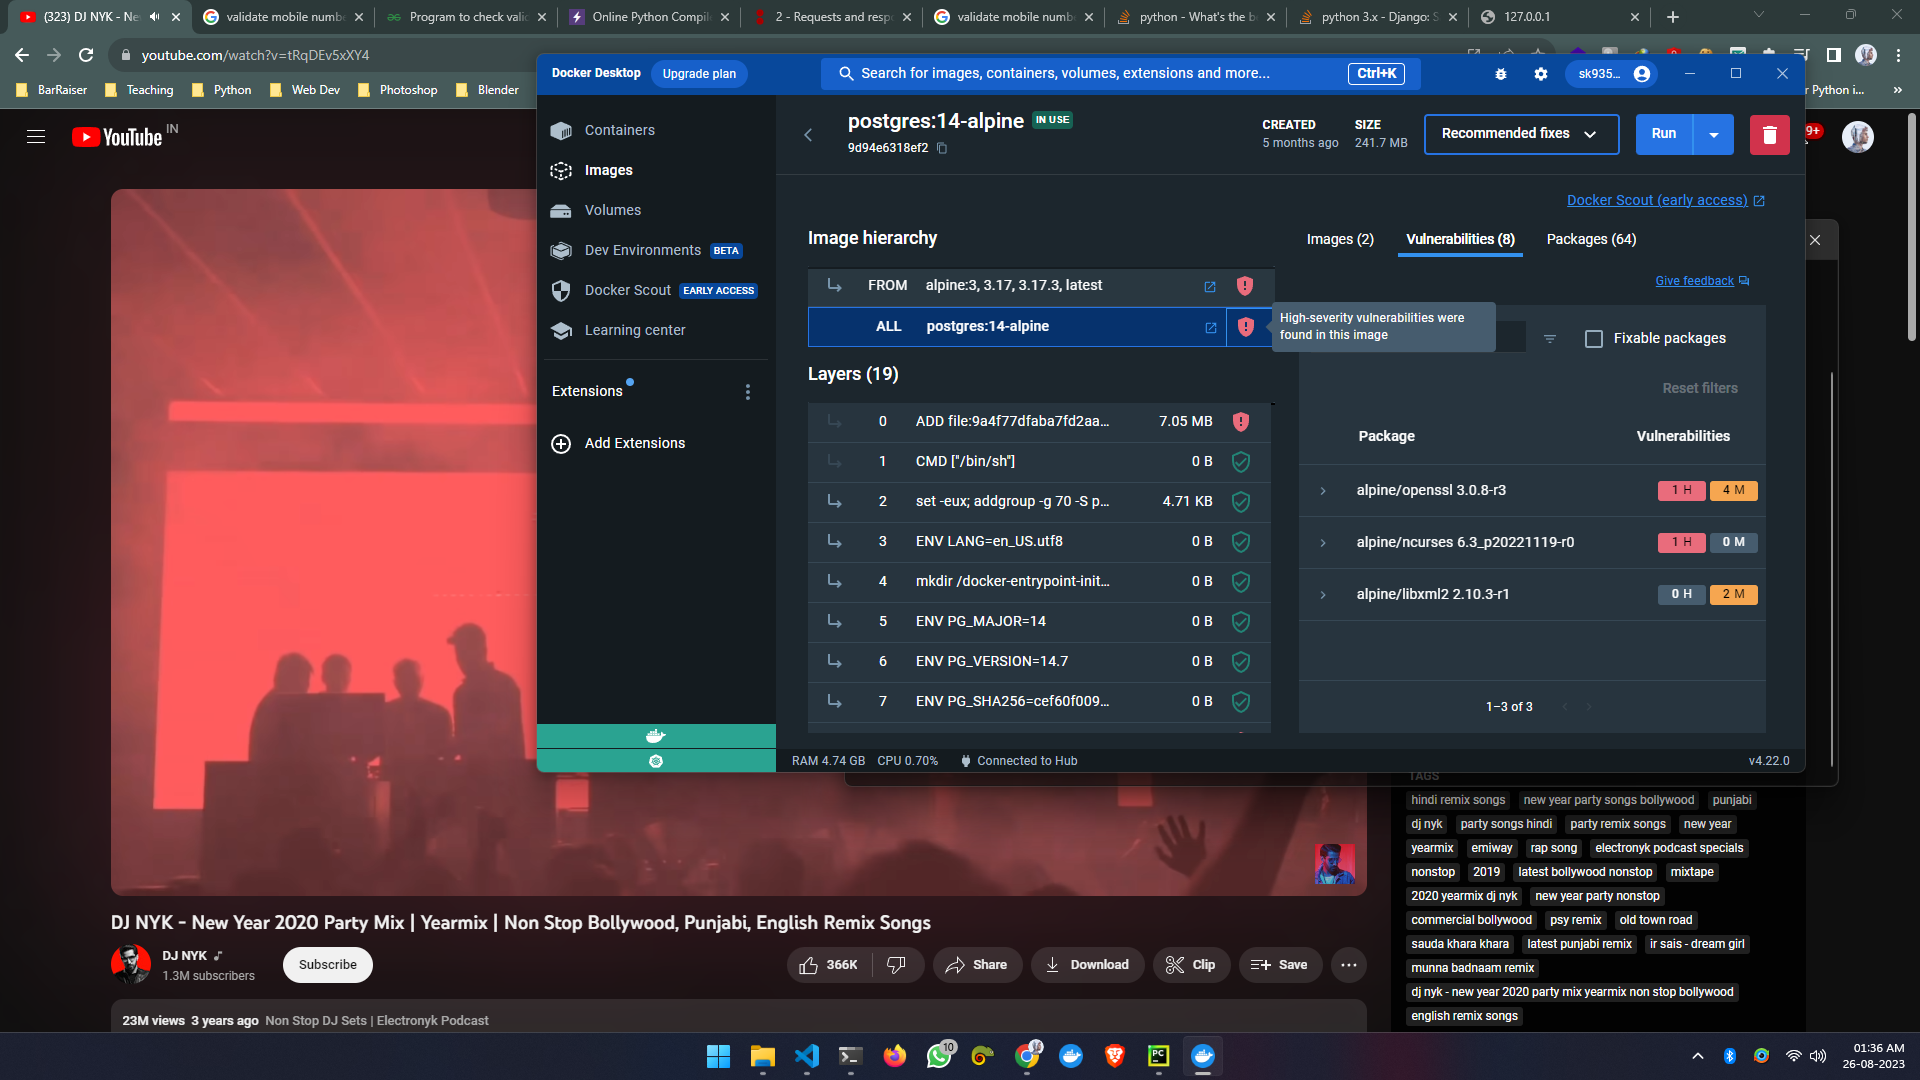 (323) DJ NYK - Ne
validate mobile numbe
Program to check vali
Online Python Compil
2 - Requests and resp
validate mobile numb
python - What's the b
python 3.x - Django: S
127.0.0.1
youtube.com/watch?v=tRqDEv5xXY4
BarRaiser
Teaching
Python
Web Dev
Photoshop
Blender
r Python i...
YouTube IN
9+
Docker Desktop
Upgrade plan
Search for images, containers, volumes, extensions and more...
Ctrl+K
sk935...
Containers
Images
Volumes
Dev Environments BETA
Docker Scout EARLY ACCESS
Learning center
Extensions
Add Extensions
postgres:14-alpine IN USE
9d94e6318ef2
CREATED
5 months ago
SIZE
241.7 MB
Recommended fixes
Run
Docker Scout (early access)
Image hierarchy
FROM alpine:3, 3.17, 3.17.3, latest
ALL postgres:14-alpine
High-severity vulnerabilities were
found in this image
Layers (19)
0 ADD file:9a4f77dfaba7fd2aa... 7.05 MB
1 CMD ["/bin/sh"] 0 B
2 set -eux; addgroup -g 70 -S p... 4.71 KB
3 ENV LANG=en_US.utf8 0 B
4 mkdir /docker-entrypoint-init... 0 B
5 ENV PG_MAJOR=14 0 B
6 ENV PG_VERSION=14.7 0 B
7 ENV PG_SHA256=cef60f009... 0 B
Images (2)
Vulnerabilities (8)
Packages (64)
Give feedback
Fixable packages
Reset filters
Package Vulnerabilities
alpine/openssl 3.0.8-r3 1 H 4 M
alpine/ncurses 6.3_p20221119-r0 1 H 0 M
alpine/libxml2 2.10.3-r1 0 H 2 M
1–3 of 3
RAM 4.74 GB CPU 0.70% Connected to Hub
v4.22.0
TAGS
hindi remix songs new year party songs bollywood punjabi
dj nyk party songs hindi party remix songs new year
yearmix emiway rap song electronyk podcast specials
nonstop 2019 latest bollywood nonstop mixtape
2020 yearmix dj nyk new year party nonstop
commercial bollywood psy remix old town road
sauda khara khara latest punjabi remix ir sais - dream girl
munna badnaam remix
dj nyk - new year 2020 party mix yearmix non stop bollywood
english remix songs
DJ NYK - New Year 2020 Party Mix | Yearmix | Non Stop Bollywood, Punjabi, English Remix Songs
DJ NYK
1.3M subscribers
Subscribe
366K
Share
Download
Clip
Save
23M views 3 years ago Non Stop DJ Sets | Electronyk Podcast
10
PC
01:36 AM
26-08-2023